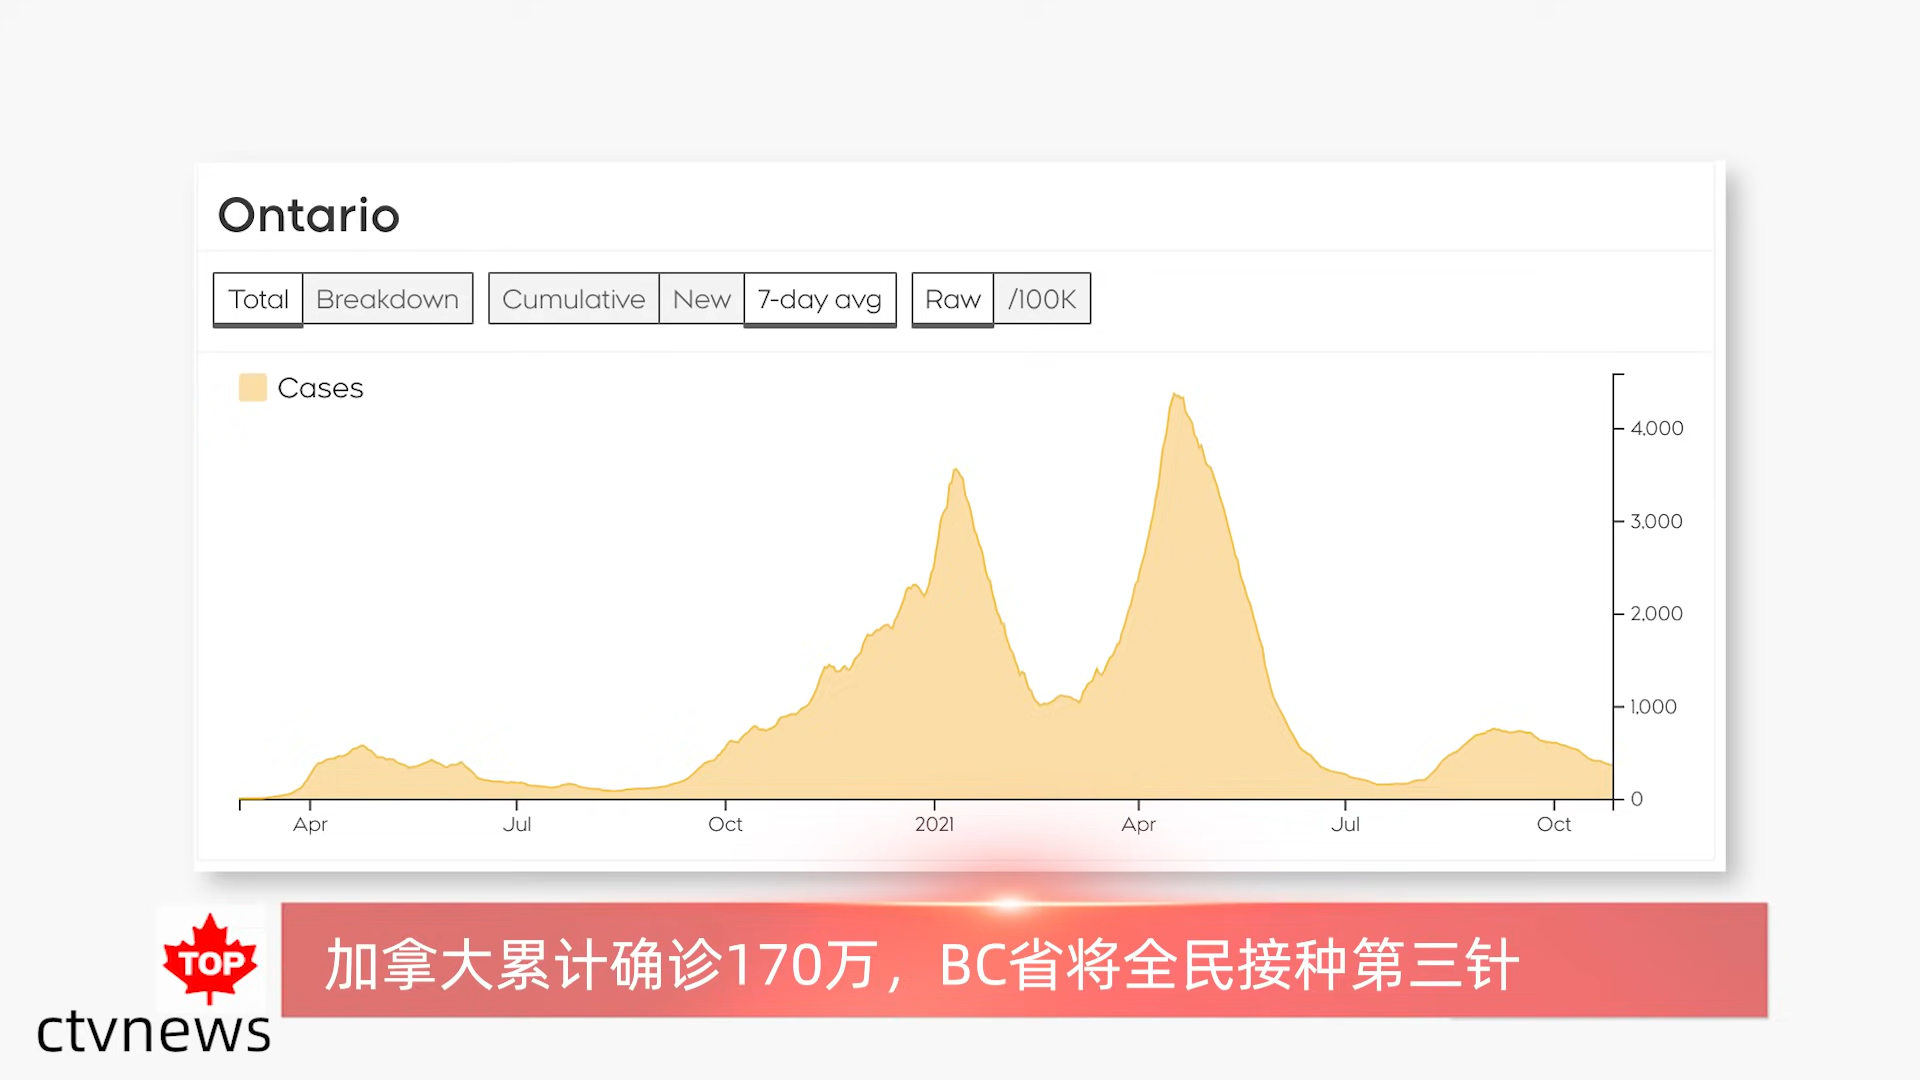 Ontario
Total Breakdown Cumulative New 7-day avg Raw /100K
Cases
4,000
3,000
2,000
1,000
0
Apr Jul Oct 2021 Apr Jul Oct
加拿大累计确诊170万，BC省将全民接种第三针
TOP
ctvnews